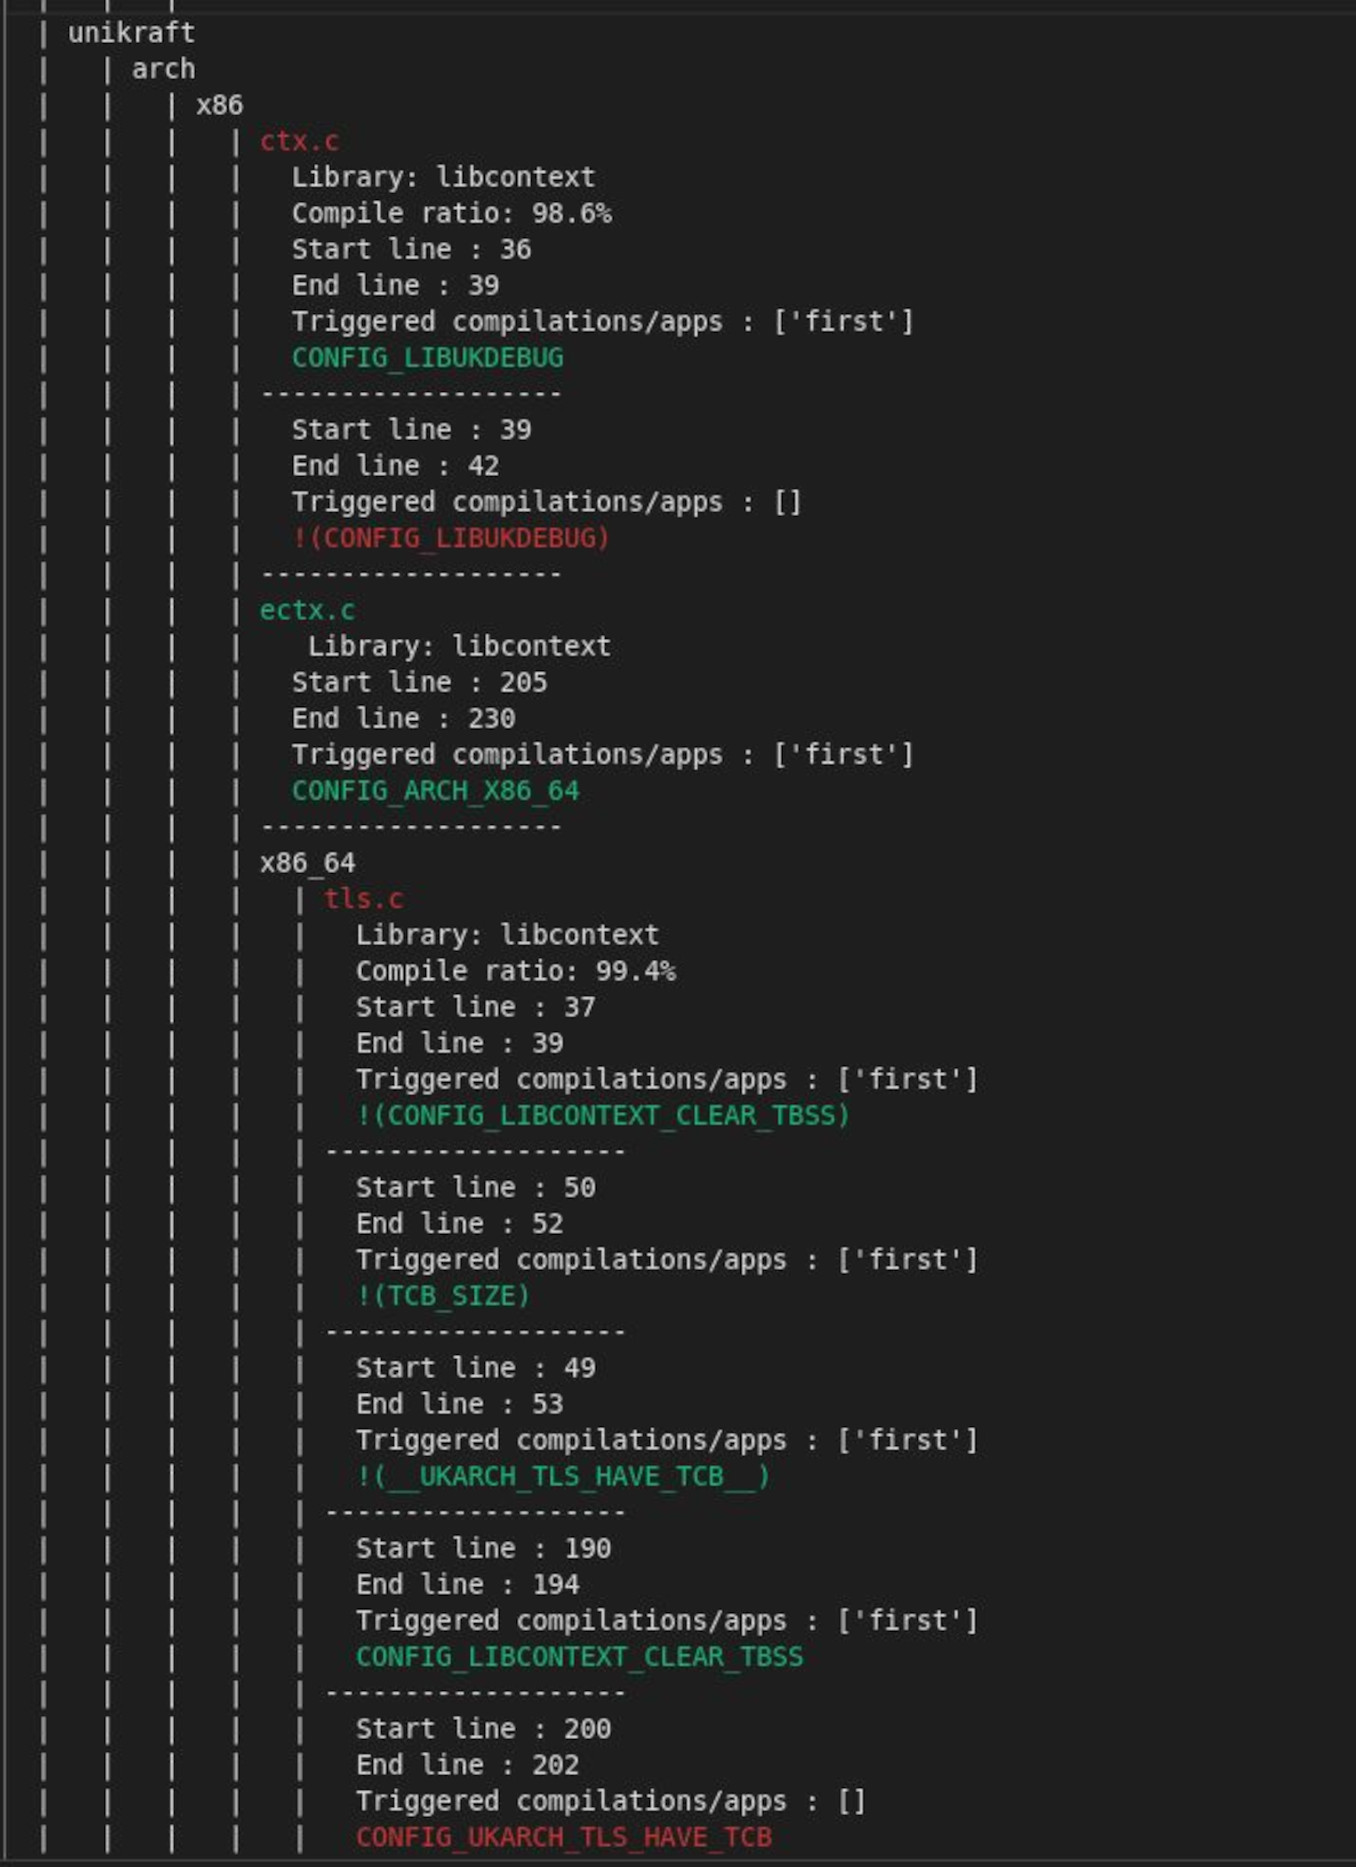 unikraft
arch
x86
ctx.c
Library: libcontext
Compile ratio: 98.6%
Start line : 36
End line : 39
Triggered compilations/apps : ['first']
CONFIG_LIBUKDEBUG
-------------------
Start line : 39
End line : 42
Triggered compilations/apps : []
!(CONFIG_LIBUKDEBUG)
-------------------
ectx.c
Library: libcontext
Start line : 205
End line : 230
Triggered compilations/apps : ['first']
CONFIG_ARCH_X86_64
-------------------
x86_64
tls.c
Library: libcontext
Compile ratio: 99.4%
Start line : 37
End line : 39
Triggered compilations/apps : ['first']
!(CONFIG_LIBCONTEXT_CLEAR_TBSS)
-------------------
Start line : 50
End line : 52
Triggered compilations/apps : ['first']
!(TCB_SIZE)
-------------------
Start line : 49
End line : 53
Triggered compilations/apps : ['first']
!(__UKARCH_TLS_HAVE_TCB__)
-------------------
Start line : 190
End line : 194
Triggered compilations/apps : ['first']
CONFIG_LIBCONTEXT_CLEAR_TBSS
-------------------
Start line : 200
End line : 202
Triggered compilations/apps : []
CONFIG_UKARCH_TLS_HAVE_TCB